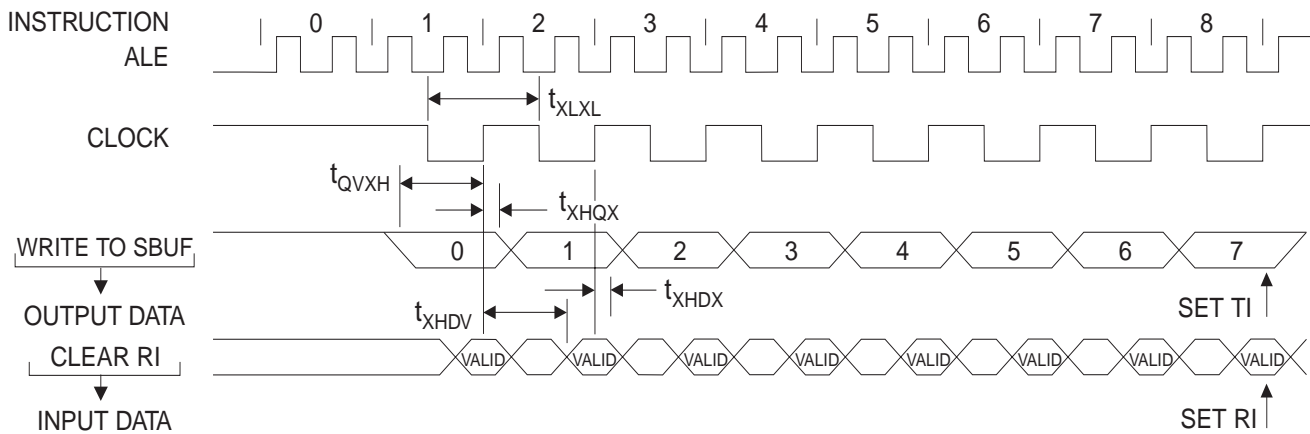 INSTRUCTION 0 1 2 3 4 5 6 7 8
ALE
tXLXL
CLOCK
tQVXH
tXHQX
WRITE TO SBUF 0 1 2 3 4 5 6 7
tXHDX
tXHDV
OUTPUT DATA SET TI
CLEAR RI VALID VALID VALID VALID VALID VALID VALID VALID
INPUT DATA SET RI